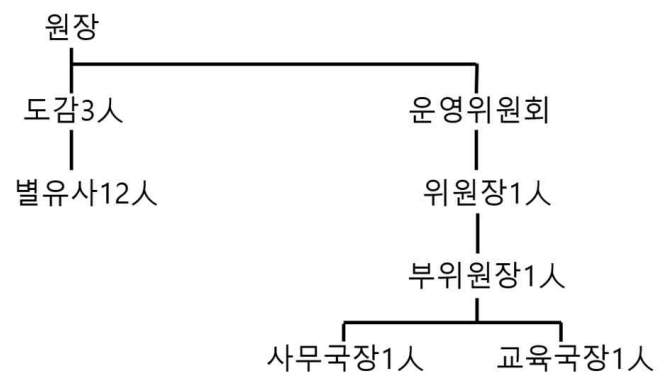 원장
도감3人
운영위원회
별유사12人
위원장1人
부위원장1人
사무국장1人
교육국장1人